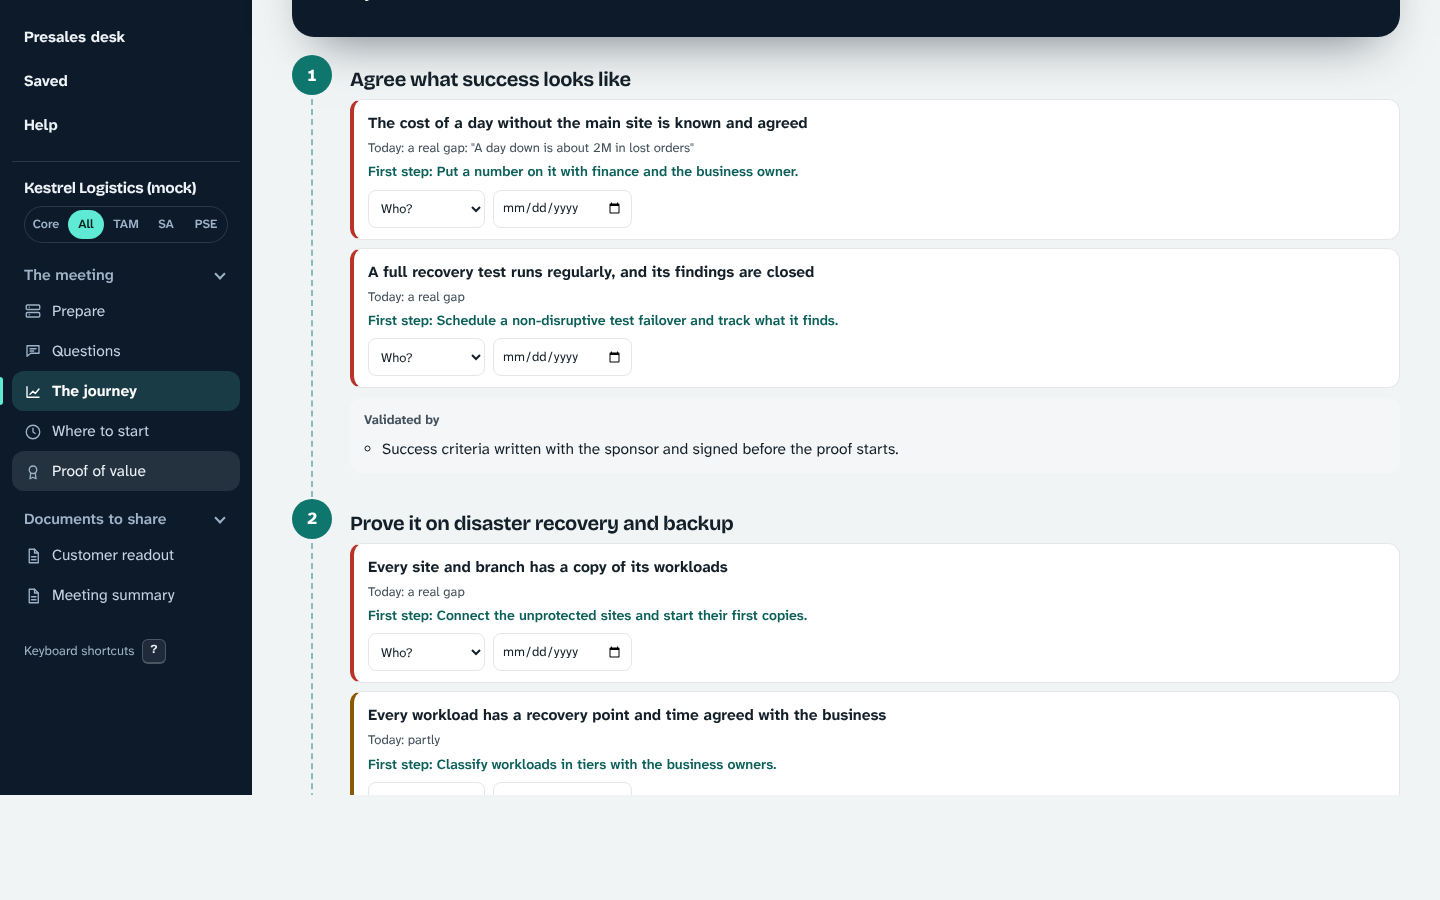 Presales desk
Saved
Help
Kestrel Logistics (mock)
Core All TAM SA PSE
The meeting
Prepare
Questions
The journey
Where to start
Proof of value
Documents to share
Customer readout
Meeting summary
Keyboard shortcuts ?
1 Agree what success looks like
The cost of a day without the main site is known and agreed
Today: a real gap: "A day down is about 2M in lost orders"
First step: Put a number on it with finance and the business owner.
Who? mm/dd/yyyy
A full recovery test runs regularly, and its findings are closed
Today: a real gap
First step: Schedule a non-disruptive test failover and track what it finds.
Who? mm/dd/yyyy
Validated by
Success criteria written with the sponsor and signed before the proof starts.
2 Prove it on disaster recovery and backup
Every site and branch has a copy of its workloads
Today: a real gap
First step: Connect the unprotected sites and start their first copies.
Who? mm/dd/yyyy
Every workload has a recovery point and time agreed with the business
Today: partly
First step: Classify workloads in tiers with the business owners.